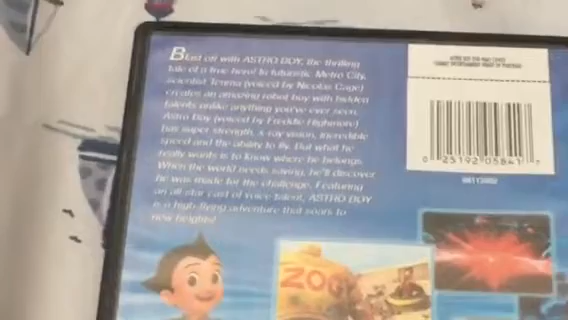 Blast off with ASTRO BOY, the thrilling
tale of a true hero! In futuristic Metro City,
scientist Tenma (voiced by Nicolas Cage)
creates an amazing robot boy with hidden
talents unlike anything you've ever seen.
Astro Boy (voiced by Freddie Highmore)
has super strength, x-ray vision, incredible
speed and the ability to fly. But what he
really wants is to know where he belongs.
When the world needs saving, he'll discover
he was made for the challenge. Featuring
an all-star cast of voice talent, ASTRO BOY
is a high-flying adventure that soars to
new heights!
0 25192 05841 7
ZOG